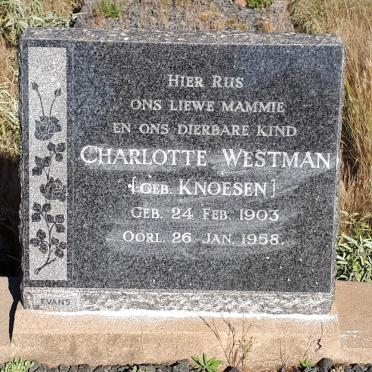 HIER RUS
ONS LIEWE MAMMIE
EN ONS DIERBARE KIND
CHARLOTTE WESTMAN
[GEB. KNOESEN]
GEB. 24 FEB. 1903
OORL. 26 JAN. 1958.
EVANS